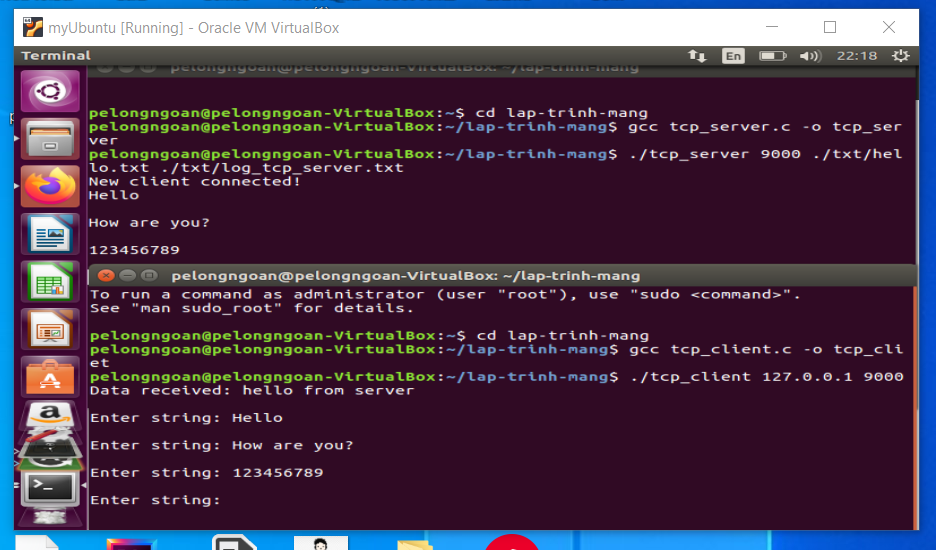 myUbuntu [Running] - Oracle VM VirtualBox
Terminal
En
22:18
pelongngoan@pelongngoan-VirtualBox: ~/lap-trinh-mang
pelongngoan@pelongngoan-VirtualBox:~$ cd lap-trinh-mang
pelongngoan@pelongngoan-VirtualBox:~/lap-trinh-mang$ gcc tcp_server.c -o tcp_ser
ver
pelongngoan@pelongngoan-VirtualBox:~/lap-trinh-mang$ ./tcp_server 9000 ./txt/hel
lo.txt ./txt/log_tcp_server.txt
New client connected!
Hello
How are you?
123456789
pelongngoan@pelongngoan-VirtualBox: ~/lap-trinh-mang
To run a command as administrator (user "root"), use "sudo <command>".
See "man sudo_root" for details.
pelongngoan@pelongngoan-VirtualBox:~$ cd lap-trinh-mang
pelongngoan@pelongngoan-VirtualBox:~/lap-trinh-mang$ gcc tcp_client.c -o tcp_cli
et
pelongngoan@pelongngoan-VirtualBox:~/lap-trinh-mang$ ./tcp_client 127.0.0.1 9000
Data received: hello from server
Enter string: Hello
Enter string: How are you?
Enter string: 123456789
Enter string: